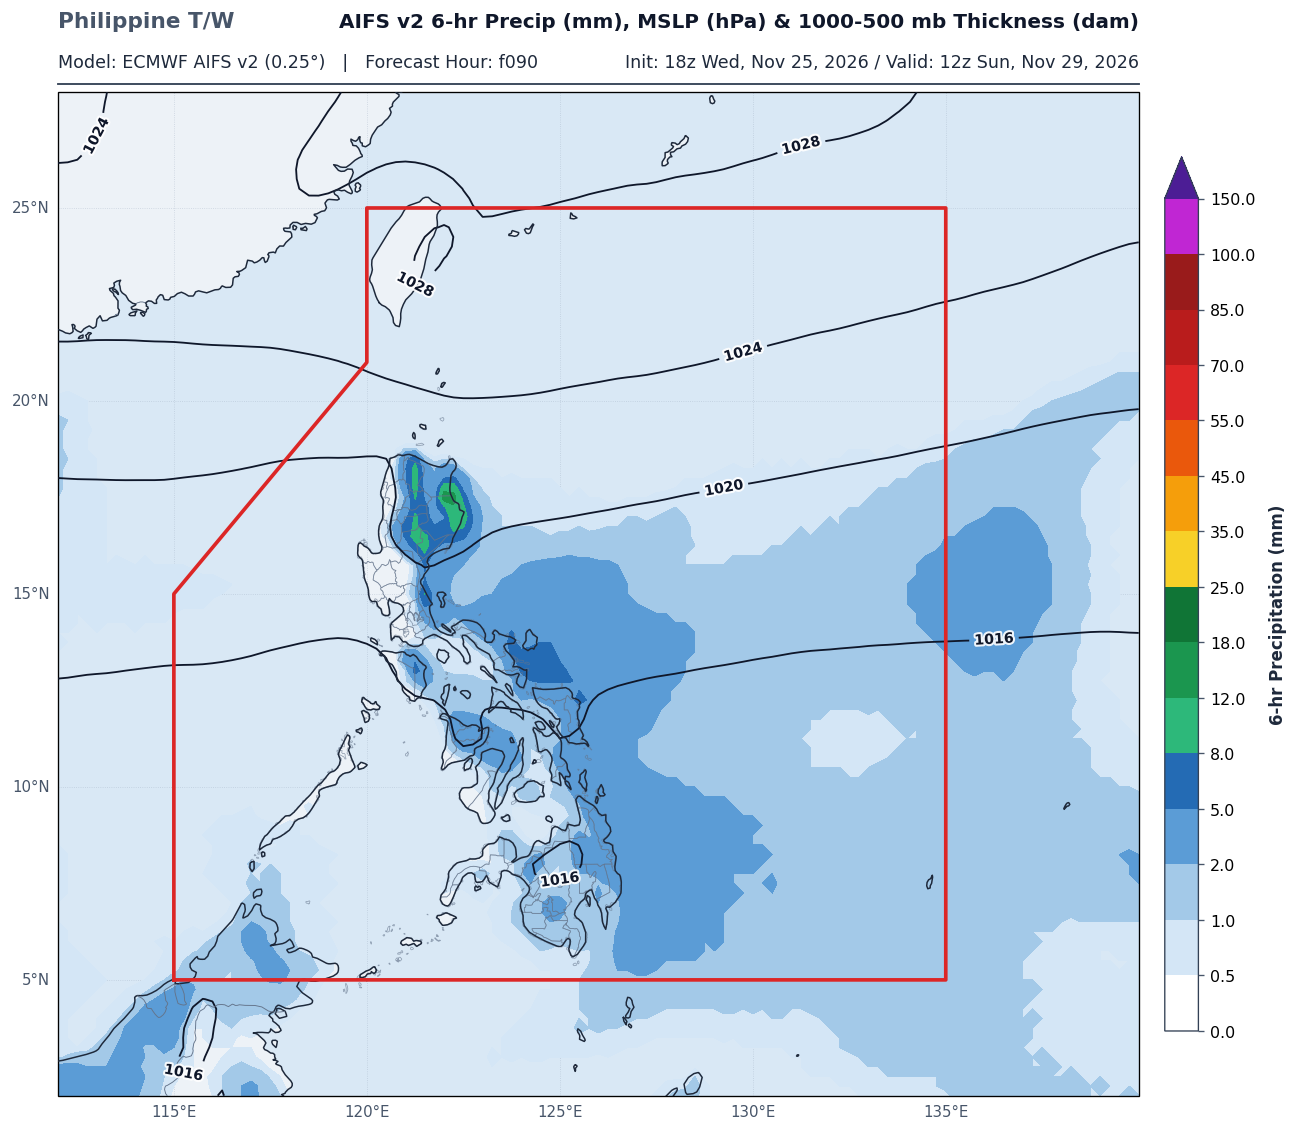 Philippine T/W
AIFS v2 6-hr Precip (mm), MSLP (hPa) & 1000-500 mb Thickness (dam)
Model: ECMWF AIFS v2 (0.25°)   |   Forecast Hour: f090
Init: 18z Wed, Nov 25, 2026 / Valid: 12z Sun, Nov 29, 2026
1024
1028
1028
1024
1020
1016
1016
1016
25°N
20°N
15°N
10°N
5°N
115°E
120°E
125°E
130°E
135°E
150.0
100.0
85.0
70.0
55.0
45.0
35.0
25.0
18.0
12.0
8.0
5.0
2.0
1.0
0.5
0.0
6-hr Precipitation (mm)